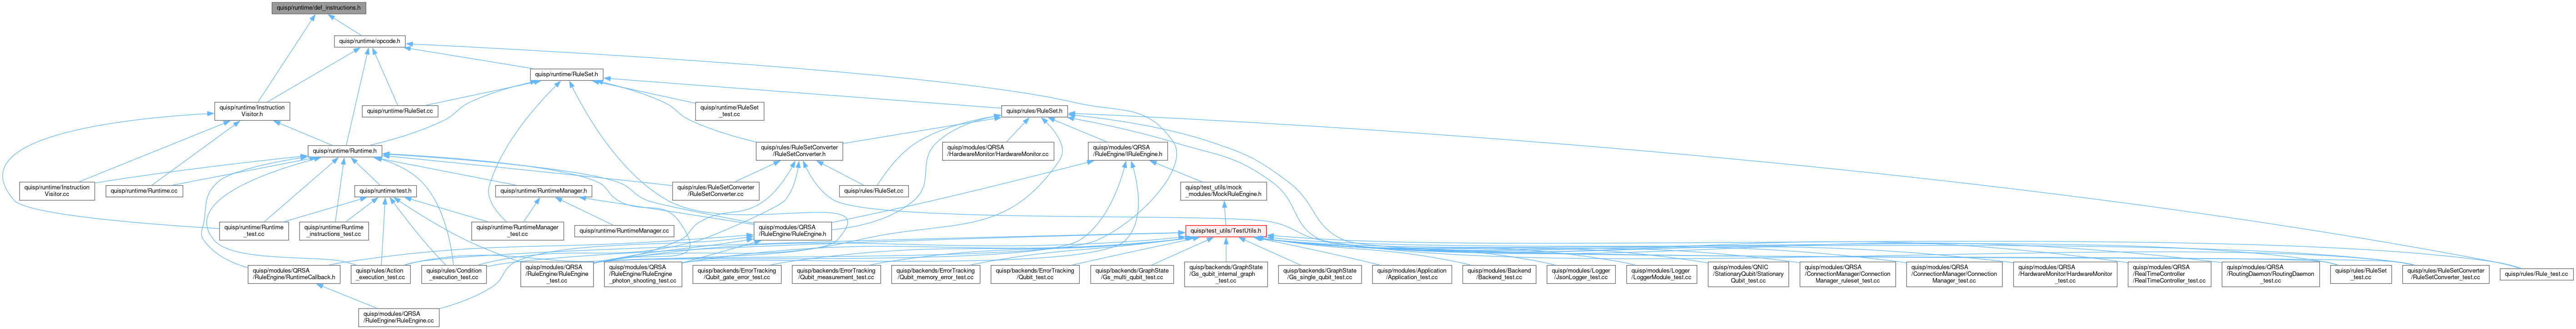 quisp/runtime/def_instructions.h
quisp/runtime/opcode.h
quisp/runtime/RuleSet.h
quisp/runtime/Instruction
Visitor.h
quisp/runtime/RuleSet.cc
quisp/runtime/RuleSet
_test.cc
quisp/rules/RuleSet.h
quisp/runtime/Runtime.h
quisp/rules/RuleSetConverter
/RuleSetConverter.h
quisp/modules/QRSA
/HardwareMonitor/HardwareMonitor.cc
quisp/modules/QRSA
/RuleEngine/IRuleEngine.h
quisp/runtime/Instruction
Visitor.cc
quisp/runtime/Runtime.cc
quisp/runtime/test.h
quisp/runtime/RuntimeManager.h
quisp/rules/RuleSetConverter
/RuleSetConverter.cc
quisp/rules/RuleSet.cc
quisp/test_utils/mock
_modules/MockRuleEngine.h
quisp/runtime/Runtime
_test.cc
quisp/runtime/Runtime
_instructions_test.cc
quisp/runtime/RuntimeManager
_test.cc
quisp/runtime/RuntimeManager.cc
quisp/modules/QRSA
/RuleEngine/RuleEngine.h
quisp/test_utils/TestUtils.h
quisp/modules/QRSA
/RuleEngine/RuntimeCallback.h
quisp/rules/Action
_execution_test.cc
quisp/rules/Condition
_execution_test.cc
quisp/modules/QRSA
/RuleEngine/RuleEngine
_test.cc
quisp/modules/QRSA
/RuleEngine/RuleEngine
_photon_shooting_test.cc
quisp/backends/ErrorTracking
/Qubit_gate_error_test.cc
quisp/backends/ErrorTracking
/Qubit_measurement_test.cc
quisp/backends/ErrorTracking
/Qubit_memory_error_test.cc
quisp/backends/ErrorTracking
/Qubit_test.cc
quisp/backends/GraphState
/Gs_multi_qubit_test.cc
quisp/backends/GraphState
/Gs_qubit_internal_graph
_test.cc
quisp/backends/GraphState
/Gs_single_qubit_test.cc
quisp/modules/Application
/Application_test.cc
quisp/modules/Backend
/Backend_test.cc
quisp/modules/Logger
/JsonLogger_test.cc
quisp/modules/Logger
/LoggerModule_test.cc
quisp/modules/QNIC
/StationaryQubit/Stationary
Qubit_test.cc
quisp/modules/QRSA
/ConnectionManager/Connection
Manager_ruleset_test.cc
quisp/modules/QRSA
/ConnectionManager/Connection
Manager_test.cc
quisp/modules/QRSA
/HardwareMonitor/HardwareMonitor
_test.cc
quisp/modules/QRSA
/RealTimeController
/RealTimeController_test.cc
quisp/modules/QRSA
/RoutingDaemon/RoutingDaemon
_test.cc
quisp/rules/RuleSet
_test.cc
quisp/rules/RuleSetConverter
/RuleSetConverter_test.cc
quisp/rules/Rule_test.cc
quisp/modules/QRSA
/RuleEngine/RuleEngine.cc